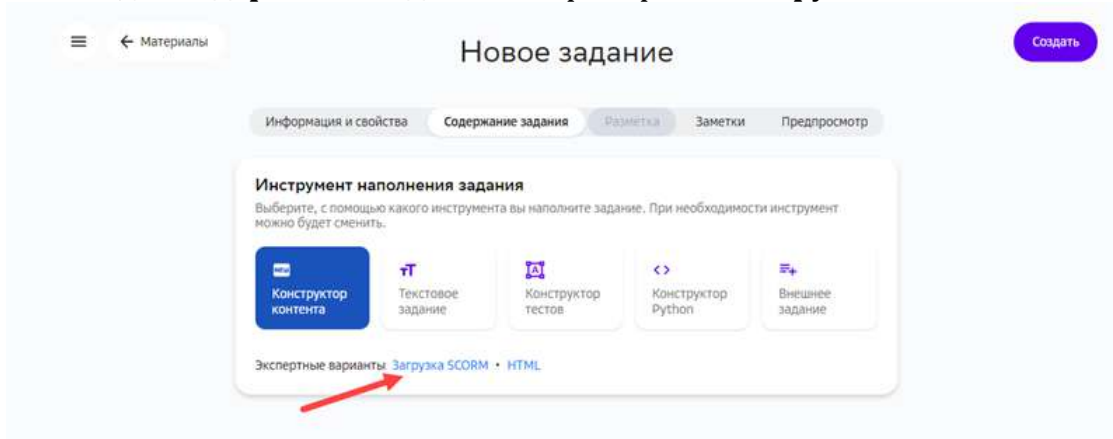 ← Материалы
Новое задание
Создать
Информация и свойства
Содержание задания
Разметка
Заметки
Предпросмотр
Инструмент наполнения задания
Выберите, с помощью какого инструмента вы наполните задание. При необходимости инструмент
можно будет сменить.
Конструктор
контента
Текстовое
задание
Конструктор
тестов
Конструктор
Python
Внешнее
задание
Экспертные варианты: Загрузка SCORM • HTML